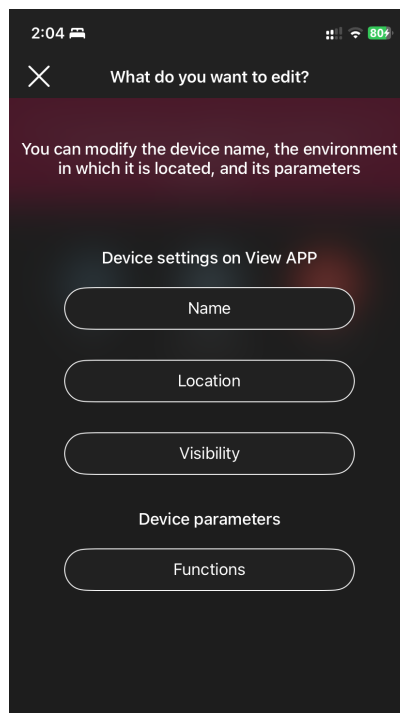 2:04
80
What do you want to edit?
You can modify the device name, the environment
in which it is located, and its parameters
Device settings on View APP
Name
Location
Visibility
Device parameters
Functions